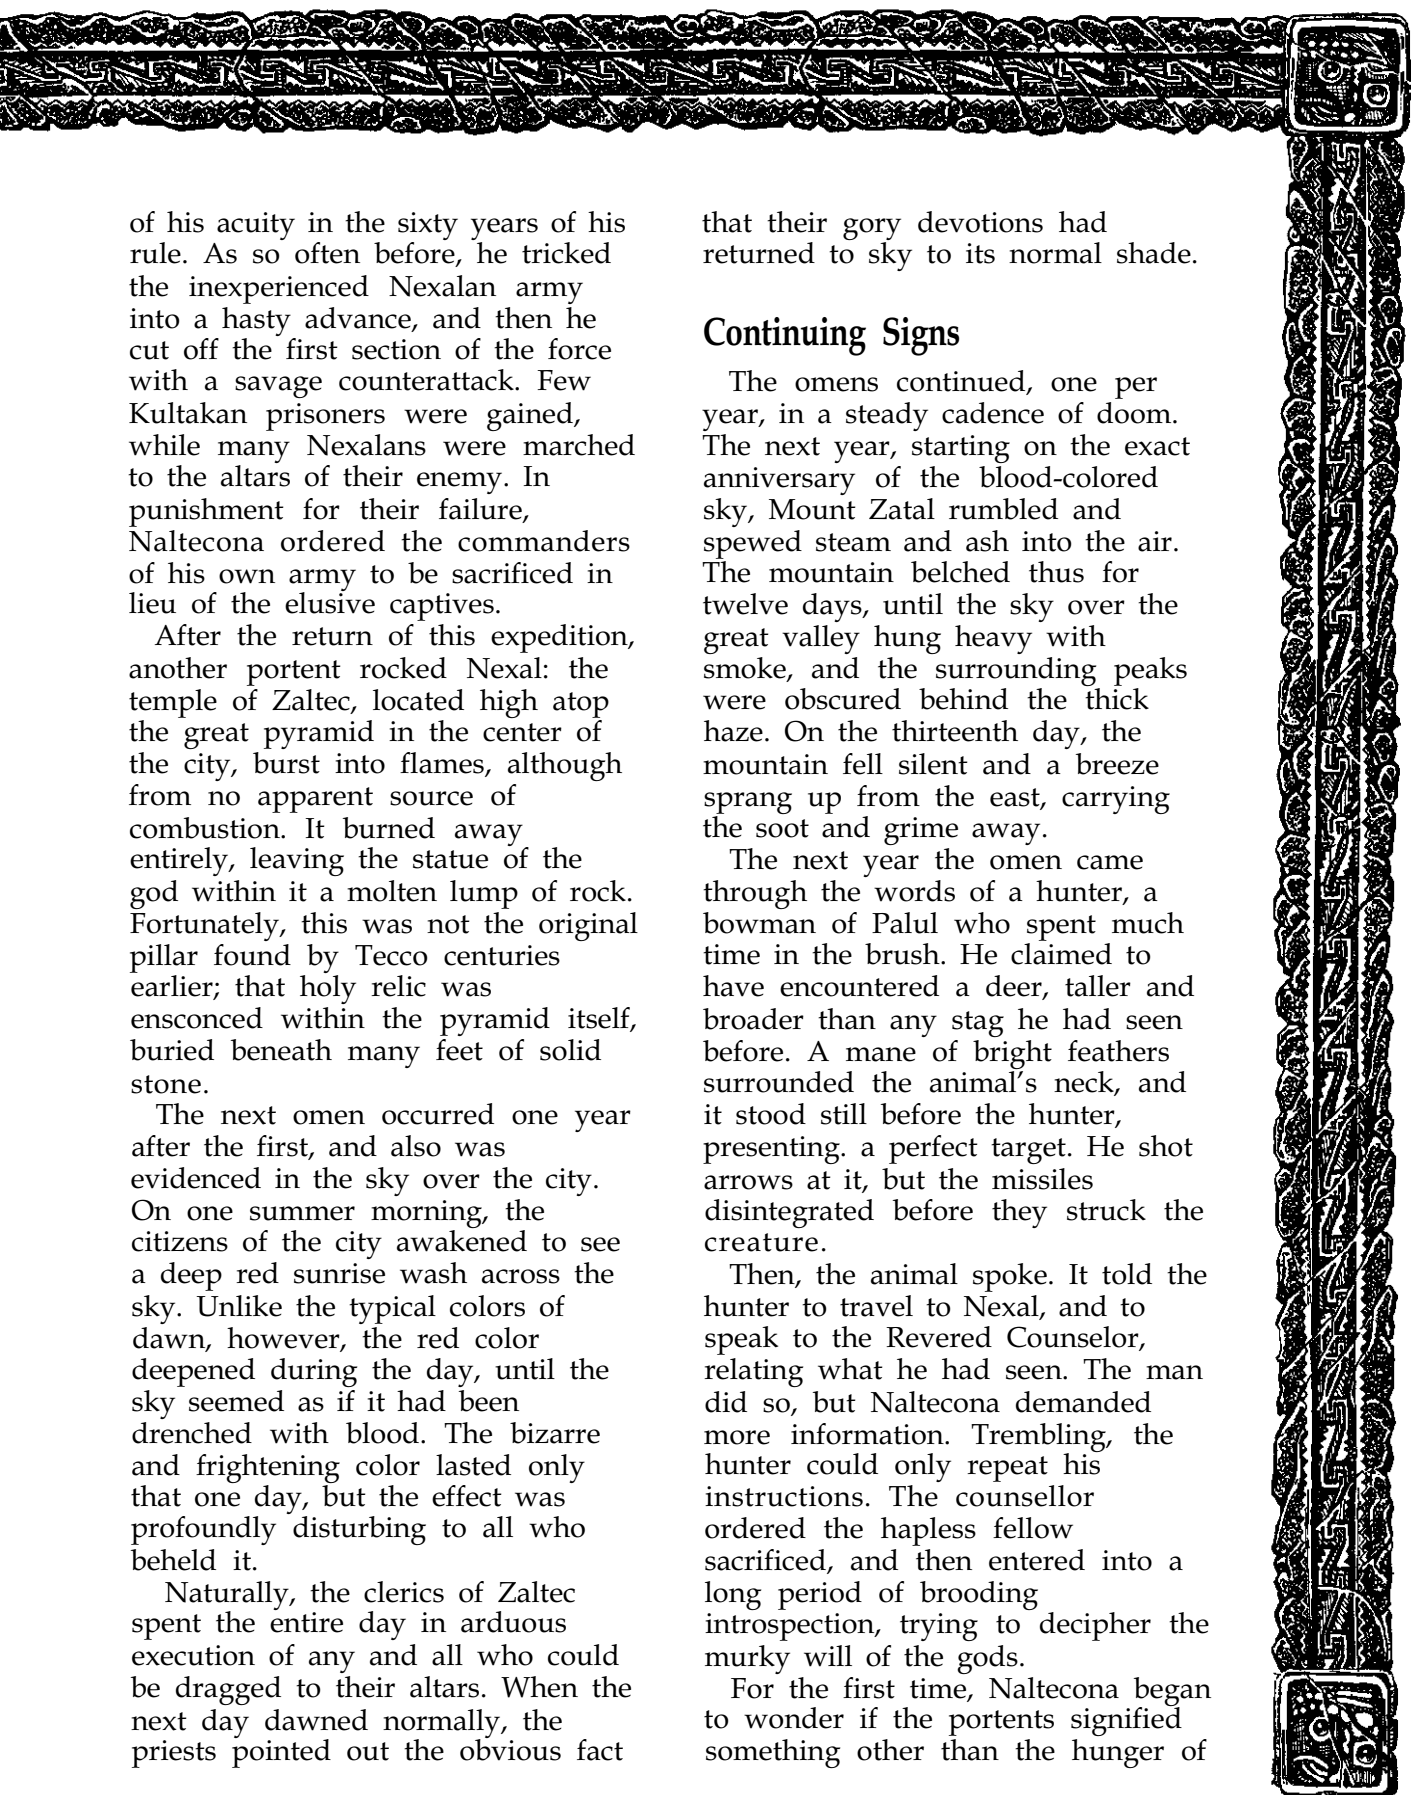 of his acuity in the sixty years of his
rule. As so often before, he tricked
the inexperienced Nexalan army
into a hasty advance, and then he
cut off the first section of the force
with a savage counterattack. Few
Kultakan prisoners were gained,
while many Nexalans were marched
to the altars of their enemy. In
punishment for their failure,
Naltecona ordered the commanders
of his own army to be sacrificed in
lieu of the elusive captives.
After the return of this expedition,
another portent rocked Nexal: the
temple of Zaltec, located high atop
the great pyramid in the center of
the city, burst into flames, although
from no apparent source of
combustion. It burned away
entirely, leaving the statue of the
god within it a molten lump of rock.
Fortunately, this was not the original
pillar found by Tecco centuries
earlier; that holy relic was
ensconced within the pyramid itself,
buried beneath many feet of solid
stone.
The next omen occurred one year
after the first, and also was
evidenced in the sky over the city.
On one summer morning, the
citizens of the city awakened to see
a deep red sunrise wash across the
sky. Unlike the typical colors of
dawn, however, the red color
deepened during the day, until the
sky seemed as if it had been
drenched with blood. The bizarre
and frightening color lasted only
that one day, but the effect was
profoundly disturbing to all who
beheld it.
Naturally, the clerics of Zaltec
spent the entire day in arduous
execution of any and all who could
be dragged to their altars. When the
next day dawned normally, the
priests pointed out the obvious fact
that their gory devotions had
returned to sky to its normal shade.
Continuing Signs
The omens continued, one per
year, in a steady cadence of doom.
The next year, starting on the exact
anniversary of the blood-colored
sky, Mount Zatal rumbled and
spewed steam and ash into the air.
The mountain belched thus for
twelve days, until the sky over the
great valley hung heavy with
smoke, and the surrounding peaks
were obscured behind the thick
haze. On the thirteenth day, the
mountain fell silent and a breeze
sprang up from the east, carrying
the soot and grime away.
The next year the omen came
through the words of a hunter, a
bowman of Palul who spent much
time in the brush. He claimed to
have encountered a deer, taller and
broader than any stag he had seen
before. A mane of bright feathers
surrounded the animal's neck, and
it stood still before the hunter,
presenting. a perfect target. He shot
arrows at it, but the missiles
disintegrated before they struck the
creature.
Then, the animal spoke. It told the
hunter to travel to Nexal, and to
speak to the Revered Counselor,
relating what he had seen. The man
did so, but Naltecona demanded
more information. Trembling, the
hunter could only repeat his
instructions. The counsellor
ordered the hapless fellow
sacrificed, and then entered into a
long period of brooding
introspection, trying to decipher the
murky will of the gods.
For the first time, Naltecona began
to wonder if the portents signified
something other than the hunger of